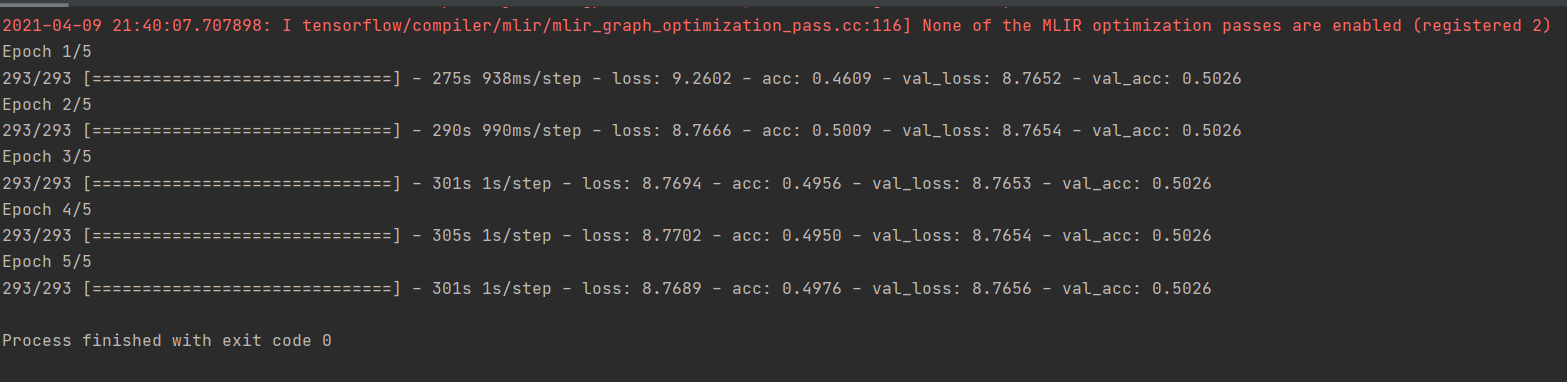 2021-04-09 21:40:07.707898: I tensorflow/compiler/mlir/mlir_graph_optimization_pass.cc:116] None of the MLIR optimization passes are enabled (registered 2)
Epoch 1/5
293/293 [==============================] - 275s 938ms/step - loss: 9.2602 - acc: 0.4609 - val_loss: 8.7652 - val_acc: 0.5026
Epoch 2/5
293/293 [==============================] - 290s 990ms/step - loss: 8.7666 - acc: 0.5009 - val_loss: 8.7654 - val_acc: 0.5026
Epoch 3/5
293/293 [==============================] - 301s 1s/step - loss: 8.7694 - acc: 0.4956 - val_loss: 8.7653 - val_acc: 0.5026
Epoch 4/5
293/293 [==============================] - 305s 1s/step - loss: 8.7702 - acc: 0.4950 - val_loss: 8.7654 - val_acc: 0.5026
Epoch 5/5
293/293 [==============================] - 301s 1s/step - loss: 8.7689 - acc: 0.4976 - val_loss: 8.7656 - val_acc: 0.5026
Process finished with exit code 0